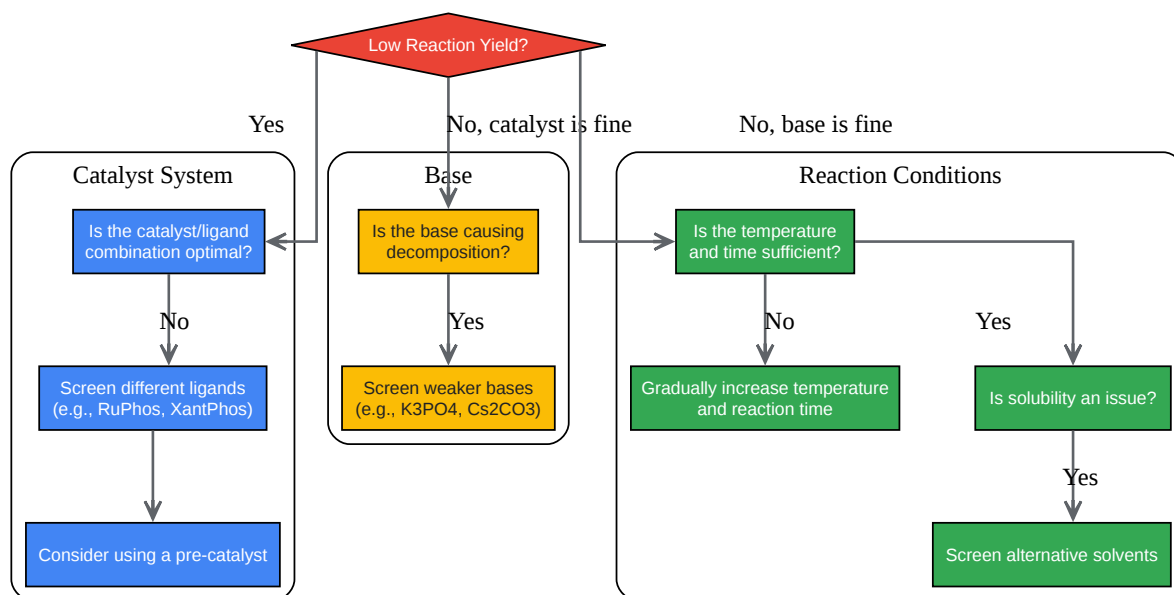 Low Reaction Yield?
Yes
No, catalyst is fine
No, base is fine
Catalyst System
Is the catalyst/ligand
combination optimal?
No
Screen different ligands
(e.g., RuPhos, XantPhos)
Consider using a pre-catalyst
Base
Is the base causing
decomposition?
Yes
Screen weaker bases
(e.g., K3PO4, Cs2CO3)
Reaction Conditions
Is the temperature
and time sufficient?
No
Gradually increase temperature
and reaction time
Yes
Is solubility an issue?
Yes
Screen alternative solvents